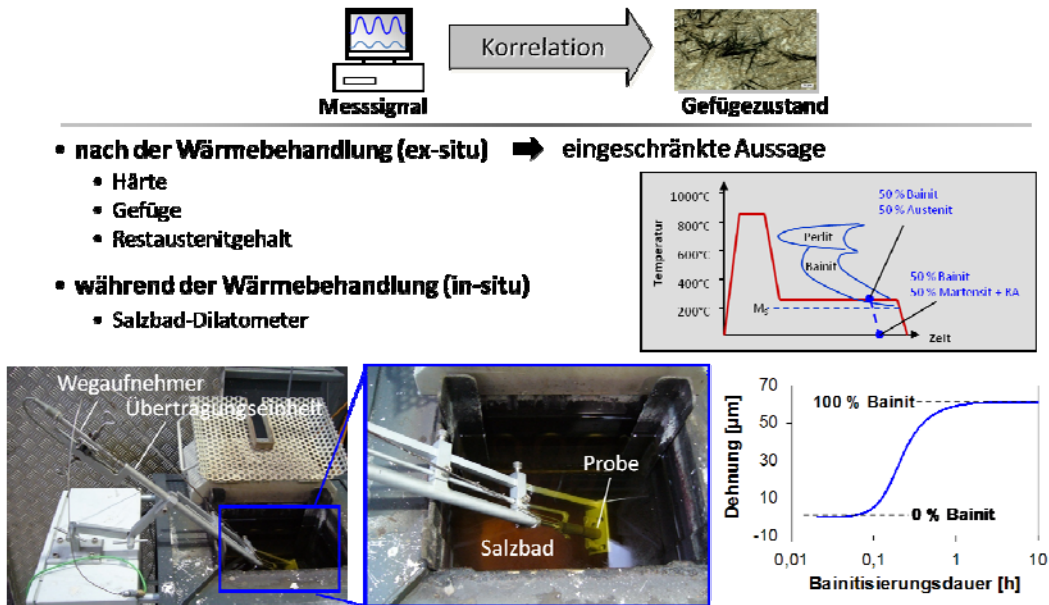 Korrelation
Messsignal
Gefügezustand
• nach der Wärmebehandlung (ex-situ) ➡ eingeschränkte Aussage
• Härte
• Gefüge
• Restaustenitgehalt
• während der Wärmebehandlung (in-situ)
• Salzbad-Dilatometer
Temperatur
1000°C
800°C
600°C
400°C
200°C
Perlit
Bainit
Ms
50 % Bainit
50 % Austenit
50 % Bainit
50 % Martensit + RA
Zeit
Wegaufnehmer
Übertragungseinheit
Probe
Salzbad
Dehnung [µm]
70
50
30
10
-10
100 % Bainit
0 % Bainit
0,01
0,1
1
10
Bainitisierungsdauer [h]